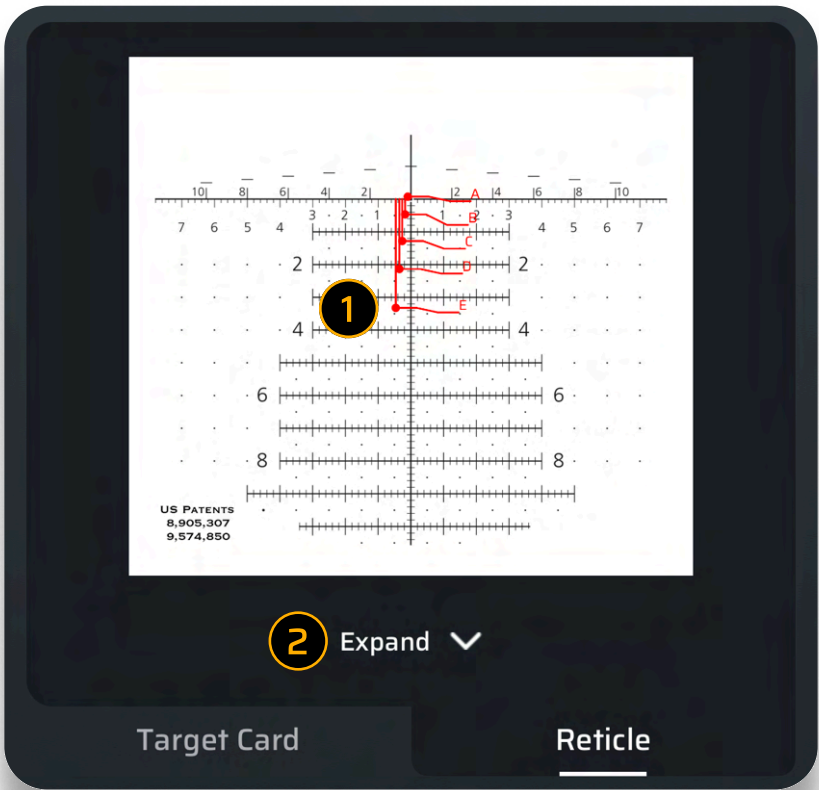 10 8 6 4 2 2 4 6 8 10
A
7 6 5 4 3 2 1 1 2 3 4 5 6 7
B
C
2 D 2
1
E
4 4
6 6
8 8
US PATENTS
8,905,307
9,574,850
2 Expand
Target Card Reticle